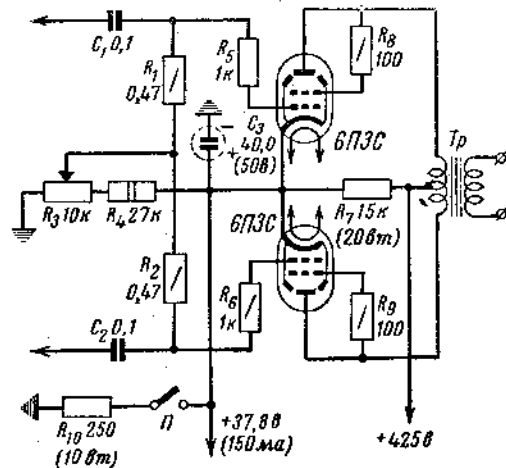 C₁ 0,1
R₁
0,47
R₅
1к
R₈
100
C₃
40,0
(50в)
6П3С
Тр
R₃ 10к
R₄ 27к
6П3С
R₇ 15к
(20вт)
R₂
0,47
R₆
1к
R₉
100
C₂ 0,1
R₁₀ 250
(10вт)
П
+37,8в
(150ма)
+425в